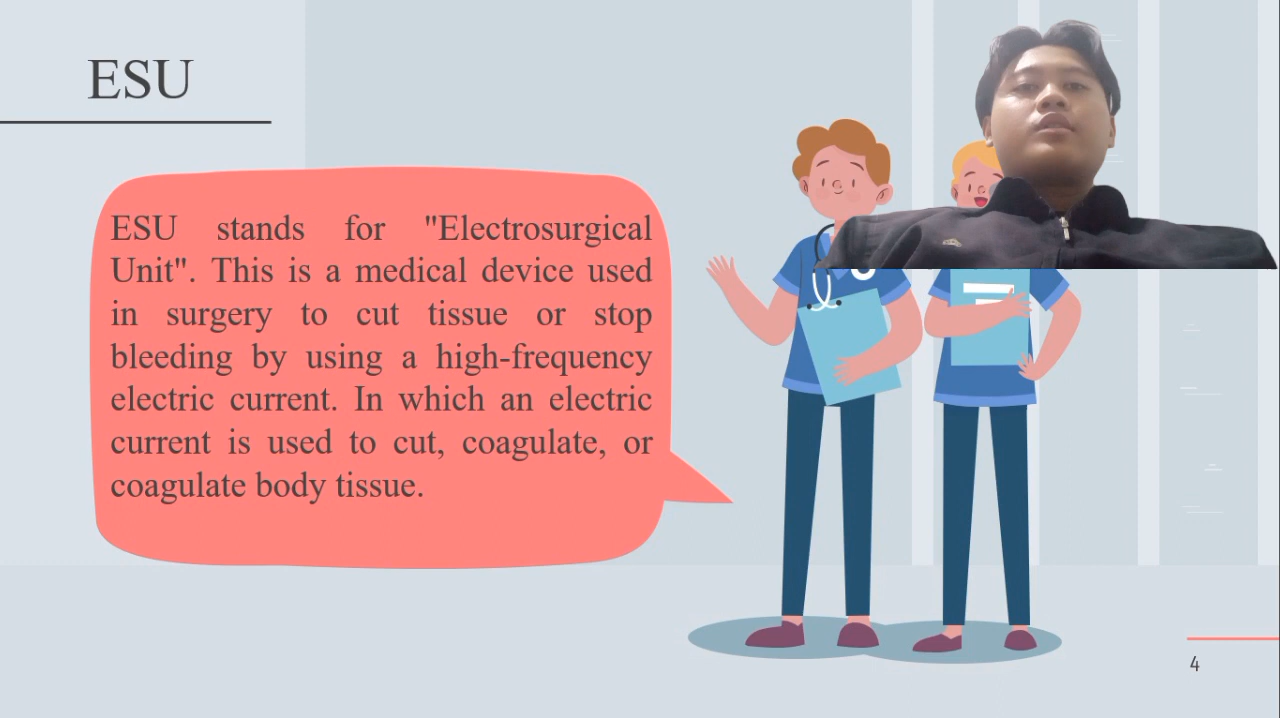 ESU
ESU stands for "Electrosurgical
Unit". This is a medical device used
in surgery to cut tissue or stop
bleeding by using a high-frequency
electric current. In which an electric
current is used to cut, coagulate, or
coagulate body tissue.
4